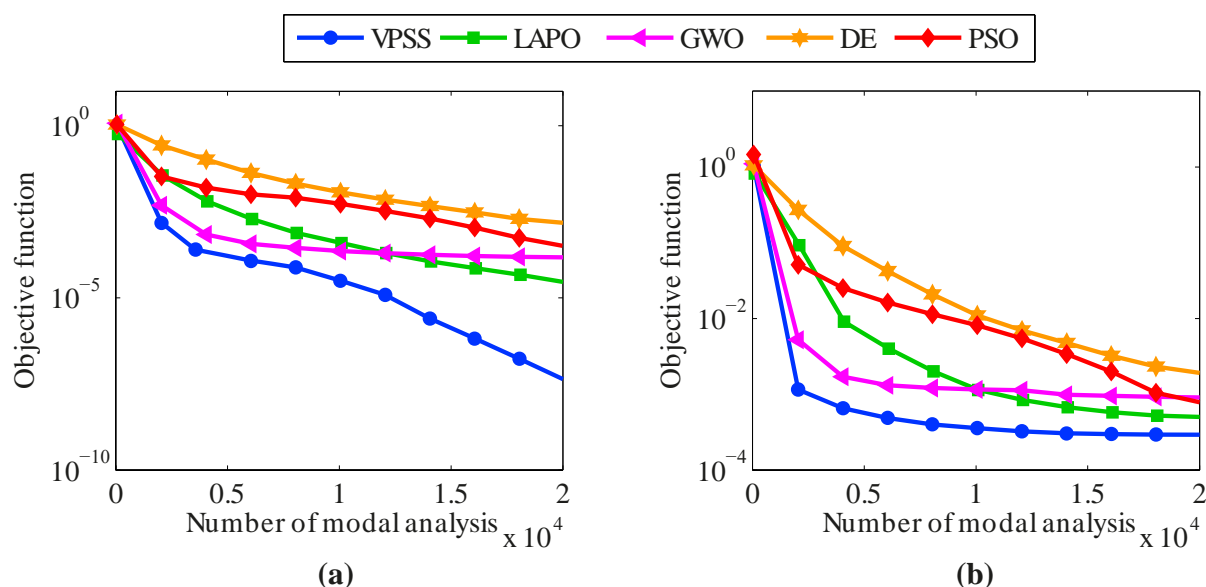 VPSS LAPO GWO DE PSO
Objective function
10^0
10^−5
10^−10
0 0.5 1 1.5 2
Number of modal analysis x 10^4
(a)
Objective function
10^0
10^−2
10^−4
0 0.5 1 1.5 2
Number of modal analysis x 10^4
(b)